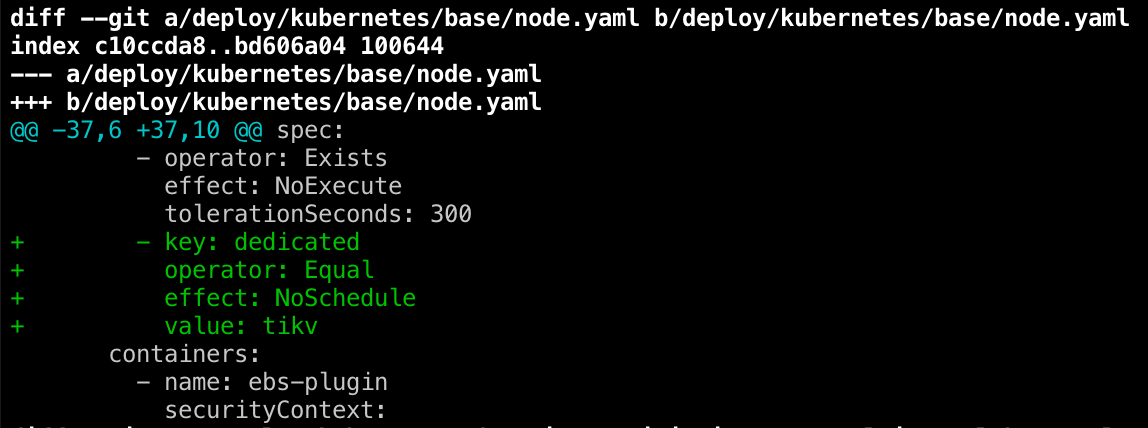 diff --git a/deploy/kubernetes/base/node.yaml b/deploy/kubernetes/base/node.yaml
index c10ccda8..bd606a04 100644
--- a/deploy/kubernetes/base/node.yaml
+++ b/deploy/kubernetes/base/node.yaml
@@ -37,6 +37,10 @@ spec:
         - operator: Exists
           effect: NoExecute
           tolerationSeconds: 300
+        - key: dedicated
+          operator: Equal
+          effect: NoSchedule
+          value: tikv
       containers:
         - name: ebs-plugin
           securityContext: